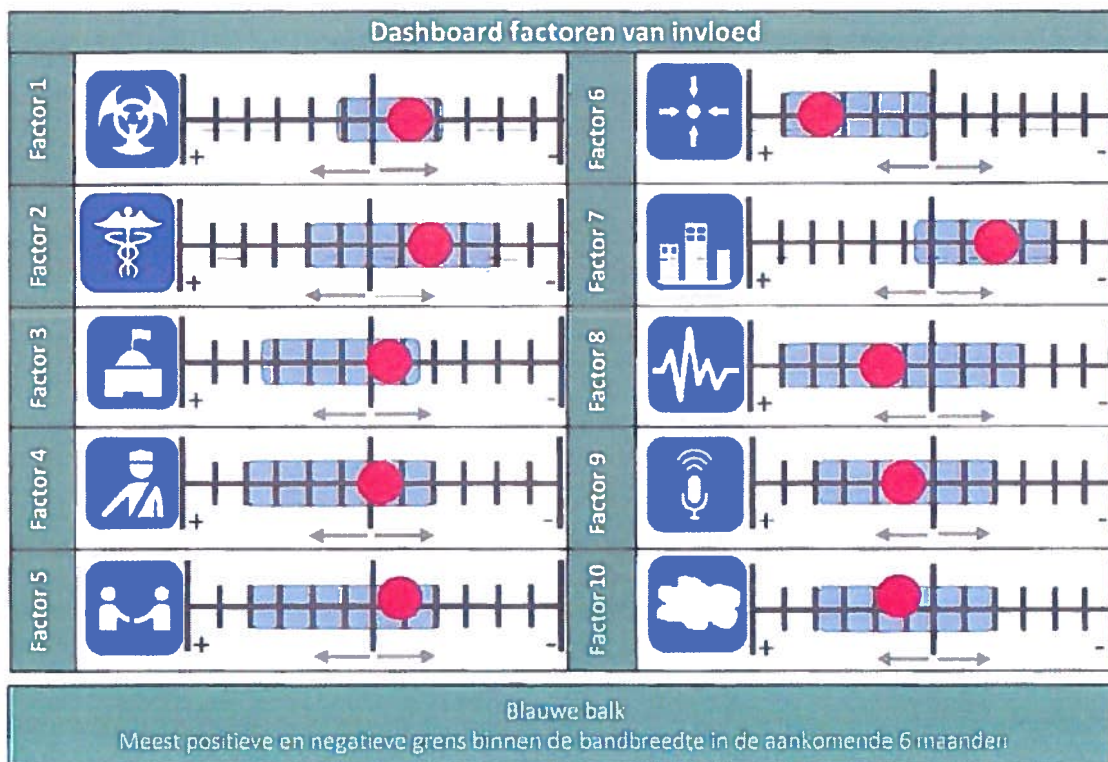 Dashboard factoren van invloed
Factor 1
+ -
Factor 6
+ -
Factor 2
+ -
Factor 7
+ -
Factor 3
+ -
Factor 8
+ -
Factor 4
+ -
Factor 9
+ -
Factor 5
+ -
Factor 10
+ -
Blauwe balk
Meest positieve en negatieve grens binnen de bandbreedte in de aankomende 6 maanden